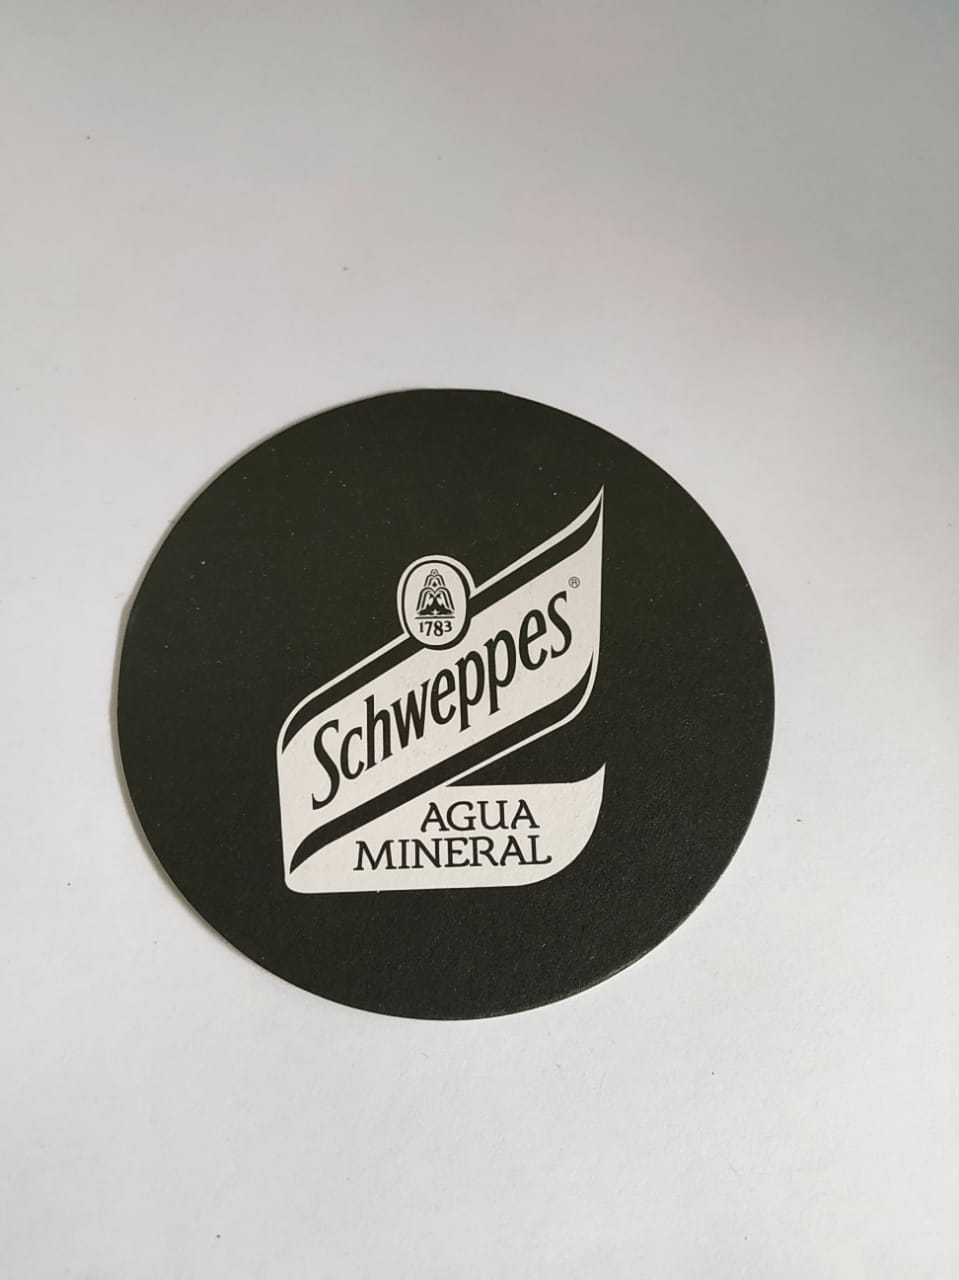 1783
Schweppes®
AGUA
MINERAL